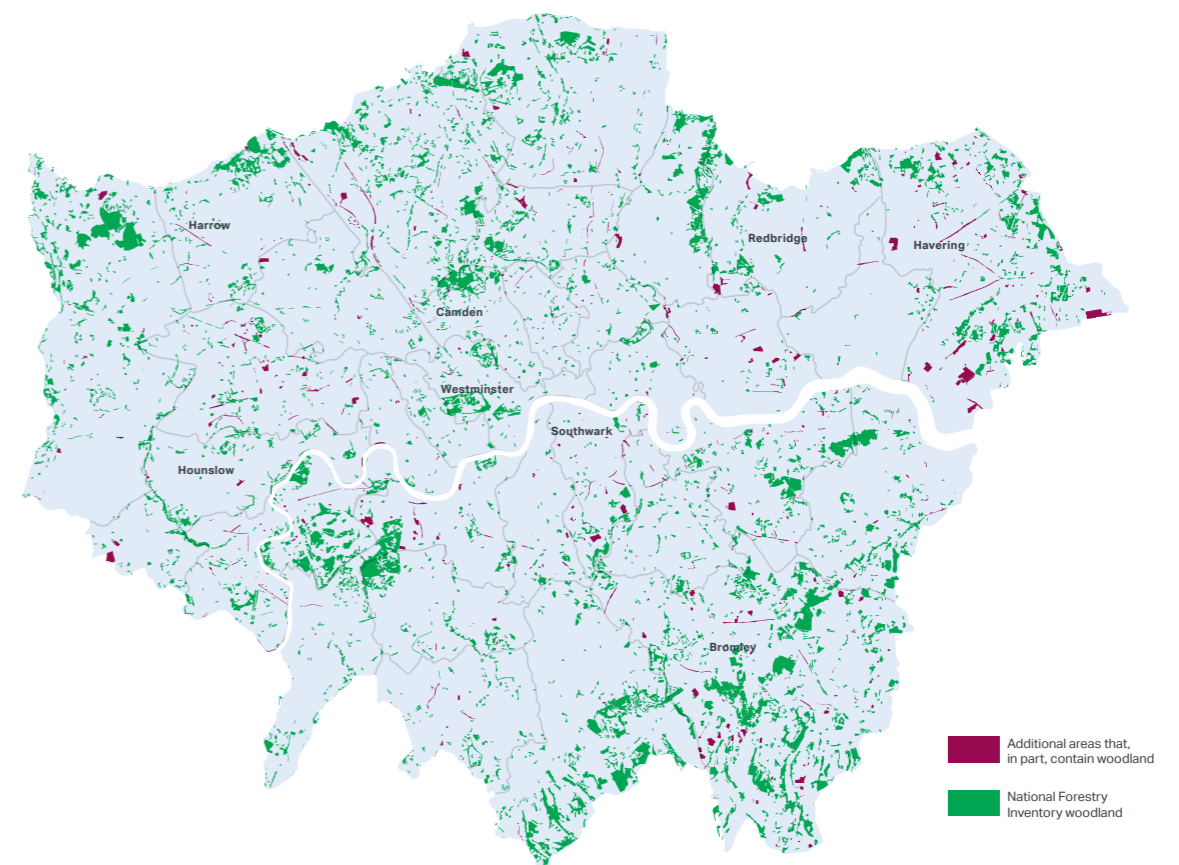 Harrow
Redbridge
Havering
Camden
Westminster
Southwark
Hounslow
Bromley
Additional areas that,
in part, contain woodland
National Forestry
Inventory woodland